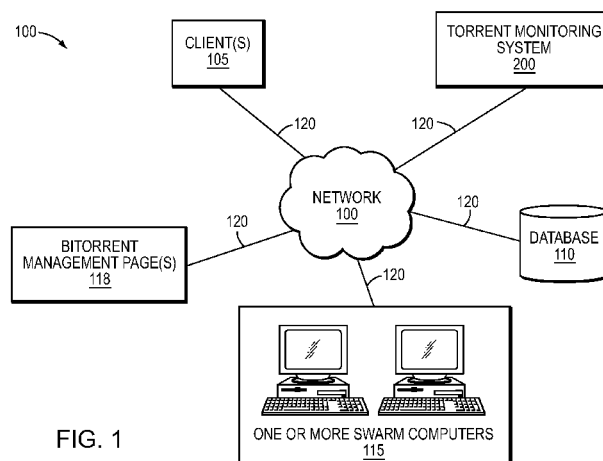 100
CLIENT(S)
105
TORRENT MONITORING
SYSTEM
200
120
120
NETWORK
100
120
DATABASE
110
120
BITORRENT
MANAGEMENT PAGE(S)
118
120
ONE OR MORE SWARM COMPUTERS
115
FIG. 1